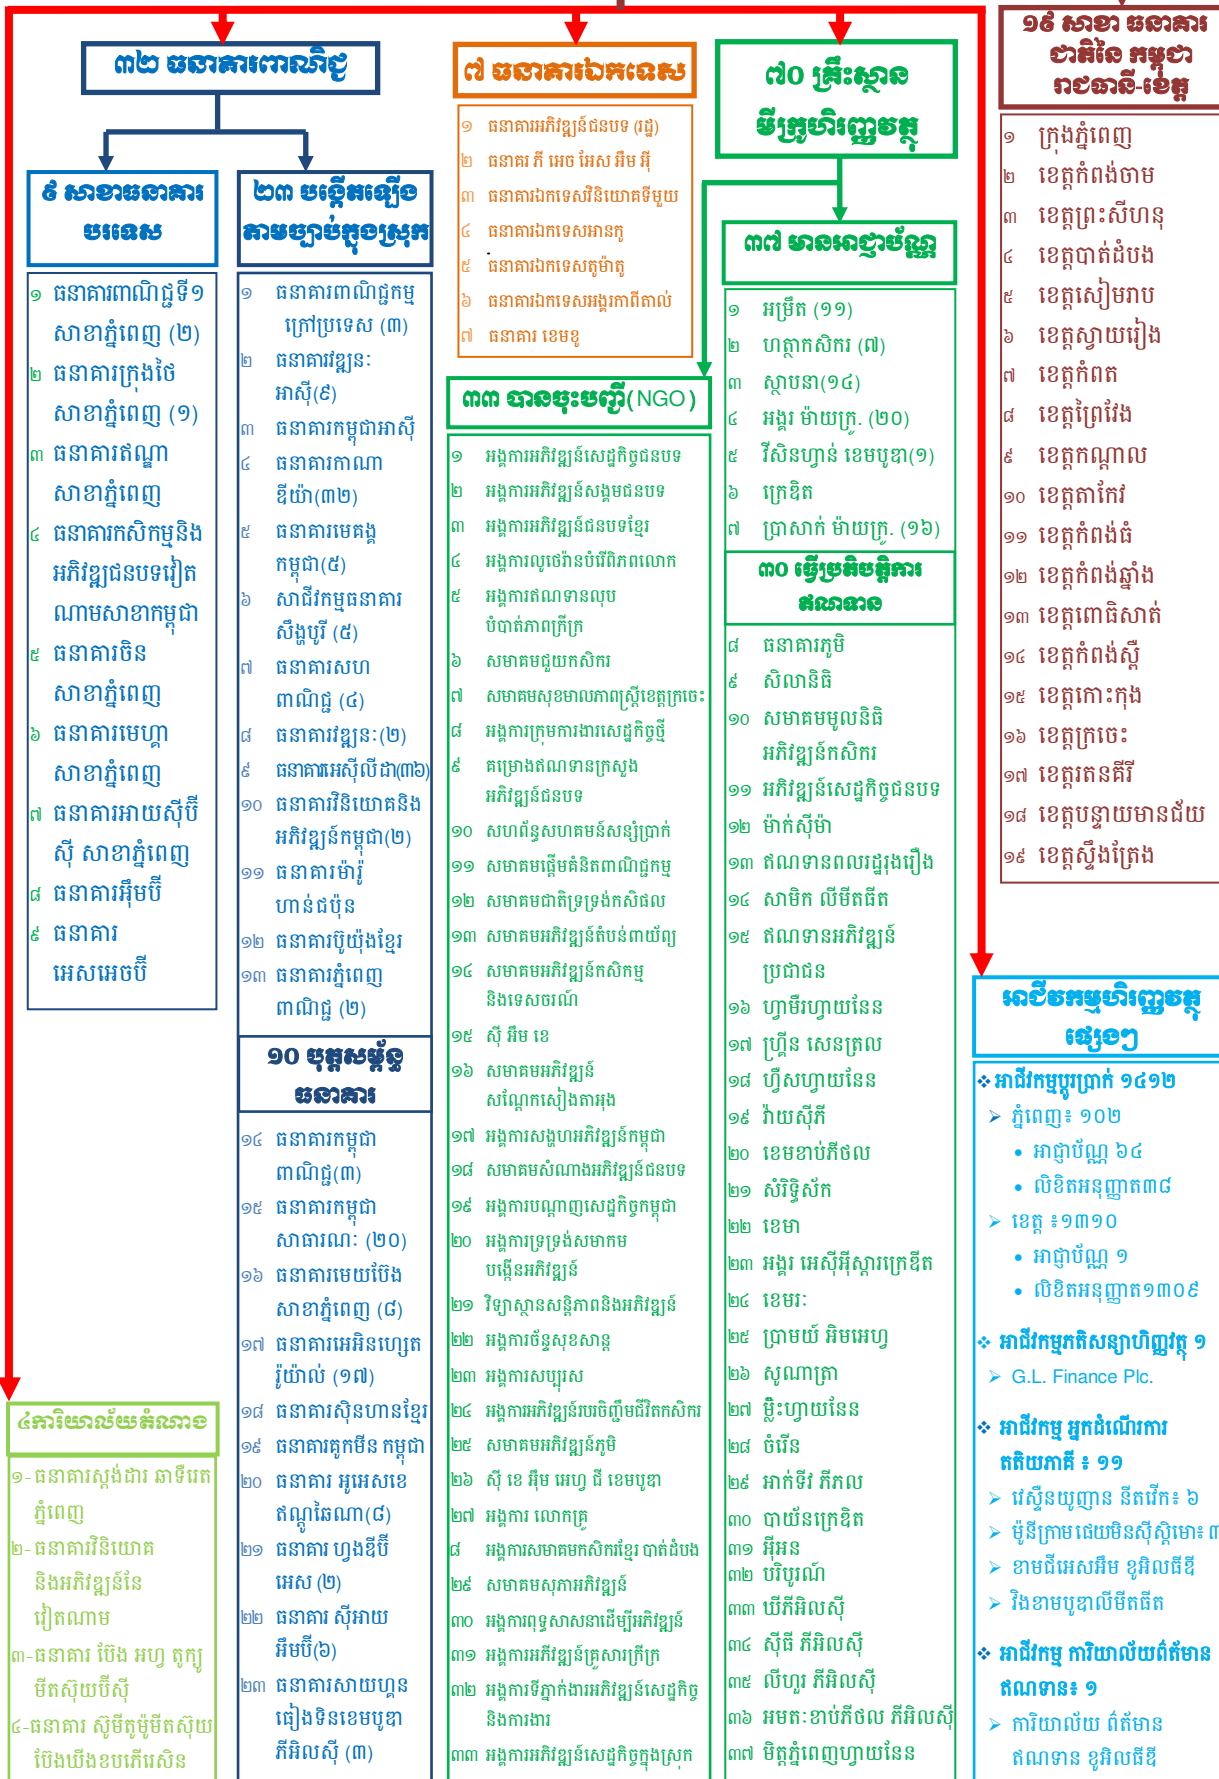 ៣២ ធនាគារពាណិជ្ជ
៩ សាខាធនាគារ
បរទេស
១ ធនាគារពាណិជ្ជទី១
សាខាភ្នំពេញ (២)
២ ធនាគារក្រុងថៃ
សាខាភ្នំពេញ (១)
៣ ធនាគារឥណ្ឌា
សាខាភ្នំពេញ
៤ ធនាគារកសិកម្មនិង
អភិវឌ្ឍជនបទវៀត
ណាមសាខាកម្ពុជា
៥ ធនាគារចិន
សាខាភ្នំពេញ
៦ ធនាគារមេហ្គា
សាខាភ្នំពេញ
៧ ធនាគារអាយស៊ីប៊ី
ស៊ី សាខាភ្នំពេញ
៨ ធនាគារអ៊ឹមប៊ី
៩ ធនាគារ
អេសអេចប៊ី
២៣ បង្កើតឡើង
តាមច្បាប់ក្នុងស្រុក
១ ធនាគារពាណិជ្ជកម្ម
ក្រៅប្រទេស (៣)
២ ធនាគារវឌ្ឍនៈ
អាស៊ី(៩)
៣ ធនាគារកម្ពុជាអាស៊ី
៤ ធនាគារកាណា
ឌីយ៉ា(៣២)
៥ ធនាគារមេគង្គ
កម្ពុជា(៥)
៦ សាជីវកម្មធនាគារ
សឹង្ហបូរី (៥)
៧ ធនាគារសហ
ពាណិជ្ជ (៤)
៨ ធនាគារវឌ្ឍនៈ(២)
៩ ធនាគារអេស៊ីលីដា(៣៦)
១០ ធនាគារវិនិយោគនិង
អភិវឌ្ឍន៍កម្ពុជា(២)
១១ ធនាគារម៉ារ៉ូ
ហាន់ជប៉ុន
១២ ធនាគារប៊ូយ៉ុងខ្មែរ
១៣ ធនាគារភ្នំពេញ
ពាណិជ្ជ (២)
១០ បុត្តសម្ព័ន្ធ
ធនាគារ
១៤ ធនាគារកម្ពុជា
ពាណិជ្ជ(៣)
១៥ ធនាគារកម្ពុជា
សាធារណៈ (២០)
១៦ ធនាគារមេយប៊ែង
សាខាភ្នំពេញ (៨)
១៧ ធនាគារអេអិនហ្សេត
រ៉ូយ៉ាល់ (១៧)
១៨ ធនាគារស៊ិនហានខ្មែរ
១៩ ធនាគារគូកមីន កម្ពុជា
២០ ធនាគារ អូអេសខេ
ឥណ្ឌូឆៃណា(៨)
២១ ធនាគារ ហ្វងឌីប៊ី
អេស (២)
២២ ធនាគារ ស៊ីអាយ
អឹមប៊ី(៦)
២៣ ធនាគារសាយហ្គន
ធៀងទិនខេមបូឌា
ភីអិលស៊ី (៣)
៧ ធនាគារឯកទេស
១ ធនាគារអភិវឌ្ឍន៍ជនបទ (រដ្ឋ)
២ ធនាគរ ភី អេច អែស អឹម អ៊ី
៣ ធនាគារឯកទេសវិនិយោគទីមួយ
៤ ធនាគារឯកទេសអានកូ
៥ ធនាគារឯកទេសតូម៉ាតូ
៦ ធនាគារឯកទេសអង្គរកាពីតាល់
៧ ធនាគារ ខេមខូ
៧០ គ្រឹះស្ថាន
មីក្រូហិរញ្ញវត្ថុ
៣៣ បានចុះបញ្ជី(NGO)
១ អង្គការអភិវឌ្ឍន៍សេដ្ឋកិច្ចជនបទ
២ អង្គការអភិវឌ្ឍន៍សង្គមជនបទ
៣ អង្គការអភិវឌ្ឍន៍ជនបទខ្មែរ
៤ អង្គការលូថេរ៉ានបំរើពិភពលោក
៥ អង្គការឥណទានលុប
បំបាត់ភាពក្រីក្រ
៦ សមាគមជួយកសិករ
៧ សមាគមសុខមាលភាពស្ត្រីខេត្តក្រចេះ
៨ អង្គការក្រុមការងារសេដ្ឋកិច្ចថ្មី
៩ គម្រោងឥណទានក្រសួង
អភិវឌ្ឍន៍ជនបទ
១០ សហព័ន្ធសហគមន៍សន្សំប្រាក់
១១ សមាគមផ្តើមគំនិតពាណិជ្ជកម្ម
១២ សមាគមជាតិទ្រទ្រង់កសិផល
១៣ សមាគមអភិវឌ្ឍន៍តំបន់ពាយ័ព្យ
១៤ សមាគមអភិវឌ្ឍន៍កសិកម្ម
និងទេសចរណ៍
១៥ ស៊ី អឹម ខេ
១៦ សមាគមអភិវឌ្ឍន៍
សណ្តែកសៀងតាអុង
១៧ អង្គការសង្គហអភិវឌ្ឍន៍កម្ពុជា
១៨ សមាគមសំណាងអភិវឌ្ឍន៍ជនបទ
១៩ អង្គការបណ្តាញសេដ្ឋកិច្ចកម្ពុជា
២០ អង្គការទ្រទ្រង់សមាកម
បង្កើនអភិវឌ្ឍន៍
២១ វិទ្យាស្ថានសន្តិភាពនិងអភិវឌ្ឍន៍
២២ អង្គការច័ន្ទសុខសាន្ត
២៣ អង្គការសប្បុរស
២៤ អង្គការអភិវឌ្ឍន៍របរចិញ្ចឹមជីវិតកសិករ
២៥ សមាគមអភិវឌ្ឍន៍ភូមិ
២៦ ស៊ី ខេ អ៊ឹម អេហ្វ ជី ខេមបូឌា
២៧ អង្គការ លោកគ្រូ
៨ អង្គការសមាគមកសិករខ្មែរ បាត់ដំបង
២៩ សមាគមសុភាអភិវឌ្ឍន៍
៣០ អង្គការពុទ្ធសាសនាដើម្បីអភិវឌ្ឍន៍
៣១ អង្គការអភីវឌ្ឍន៍គ្រួសារក្រីក្រ
៣២ អង្គការទីភ្នាក់ងារអភិវឌ្ឍន៍សេដ្ឋកិច្ច
និងការងារ
៣៣ អង្គការអភិវឌ្ឍន៍សេដ្ឋកិច្ចក្នុងស្រុក
៣៧ មានអាជ្ញាប័ណ្ណ
១ អម្រឹត (១១)
២ ហត្ថាកសិករ (៧)
៣ ស្ថាបនា(១៤)
៤ អង្គរ ម៉ាយក្រូ. (២០)
៥ វីសិនហ្វាន់ ខេមបូឌា(១)
៦ ក្រេឌិត
៧ ប្រាសាក់ ម៉ាយក្រូ. (១៦)
៣០ ធ្វើប្រតិបត្តិការ
ឥណទាន
៨ ធនាគារភូមិ
៩ សិលានិធិ
១០ សមាគមមូលនិធិ
អភិវឌ្ឍន៍កសិករ
១១ អភិវឌ្ឍន៍សេដ្ឋកិច្ចជនបទ
១២ ម៉ាក់ស៊ីម៉ា
១៣ ឥណទានពលរដ្ឋរុងរឿង
១៤ សាមិក លីមីតធីត
១៥ ឥណទានអភិវឌ្ឍន៍
ប្រជាជន
១៦ ហ្វាមឺរហ្វាយនែន
១៧ ហ្គ្រីន សេនត្រល
១៨ ហ្វឺសហ្វាយនែន
១៩ វ៉ាយស៊ីភី
២០ ខេមខាប់ភីថល
២១ សំរិទ្ធិស័ក
២២ ខេមា
២៣ អង្គរ អេស៊ីអ៊ីស្តារក្រេឌីត
២៤ ខេមរៈ
២៥ ប្រាមយ៍ អិមអេហ្វ
២៦ សូណាត្រា
២៧ ម្លិះហ្វាយនែន
២៨ ចំរើន
២៩ អាក់ទីវ ភីភល
៣០ បាយ័នក្រេឌិត
៣១ អ៊ីអន
៣២ បរិបូរណ៍
៣៣ ឃីភីអិលស៊ី
៣៤ ស៊ីធី ភីអិលស៊ី
៣៥ លីហួរ ភីអិលស៊ី
៣៦ អមតៈខាប់ភីថល ភីអិលស៊ី
៣៧ មិត្តភ្នំពេញហ្វាយនែន
១៩ សាខា ធនាគារ
ជាតិនៃ កម្ពុជា
រាជធានី-ខេត្ត
១ ក្រុងភ្នំពេញ
២ ខេត្តកំពង់ចាម
៣ ខេត្តព្រះសីហនុ
៤ ខេត្តបាត់ដំបង
៥ ខេត្តសៀមរាប
៦ ខេត្តស្វាយរៀង
៧ ខេត្តកំពត
៨ ខេត្តព្រៃវែង
៩ ខេត្តកណ្តាល
១០ ខេត្តតាកែវ
១១ ខេត្តកំពង់ធំ
១២ ខេត្តកំពង់ឆ្នាំង
១៣ ខេត្តពោធិសាត់
១៤ ខេត្តកំពង់ស្ពឺ
១៥ ខេត្តកោះកុង
១៦ ខេត្តក្រចេះ
១៧ ខេត្តរតនគីរី
១៨ ខេត្តបន្ទាយមានជ័យ
១៩ ខេត្តស្ទឹងត្រែង
អាជីវកម្មហិរញ្ញវត្ថុ
ផ្សេងៗ
❖ អាជីវកម្មប្តូរប្រាក់ ១៤១២
➢ ភ្នំពេញ៖ ១០២
• អាជ្ញាប័ណ្ណ ៦៤
• លិខិតអនុញ្ញាត៣៨
➢ ខេត្ត ៖១៣១០
• អាជ្ញាប័ណ្ណ ១
• លិខិតអនុញ្ញាត១៣០៩
❖ អាជីវកម្មភតិសន្យាហិញ្ញវត្ថុ ១
➢ G.L. Finance Plc.
❖ អាជីវកម្ម អ្នកដំណើរការ
តតិយភាគី ៖ ១១
➢ វេស្ទឺនយូញាន នីតវើក៖ ៦
➢ ម៉ូនីក្រាមផេយមិនស៊ីស្តិមោ៖ ៣
➢ ខាមជីអេសអឹម ខូអិលធីឌី
➢ វិងខាមបូឌាលីមីតធីត
❖ អាជីវកម្ម ការិយាល័យព៌ត័មាន
ឥណទាន៖ ១
➢ ការិយាល័យ ព៌ត័មាន
ឥណទាន ខូអិលធីឌី
៤ការិយាល័យតំណាង
១-ធនាគារស្តង់ដារ ឆាទឺរេត
ភ្នំពេញ
២-ធនាគារវិនិយោគ
និងអភិវឌ្ឍន៍នៃ
វៀតណាម
៣-ធនាគារ ប៊ែង អហ្វ តូក្យូ
មីតស៊ុយប៊ីស៊ី
៤-ធនាគារ ស៊ូមីតូម៉ូមីតស៊ុយ
ប៊ែងឃីងខបភើរេសិន